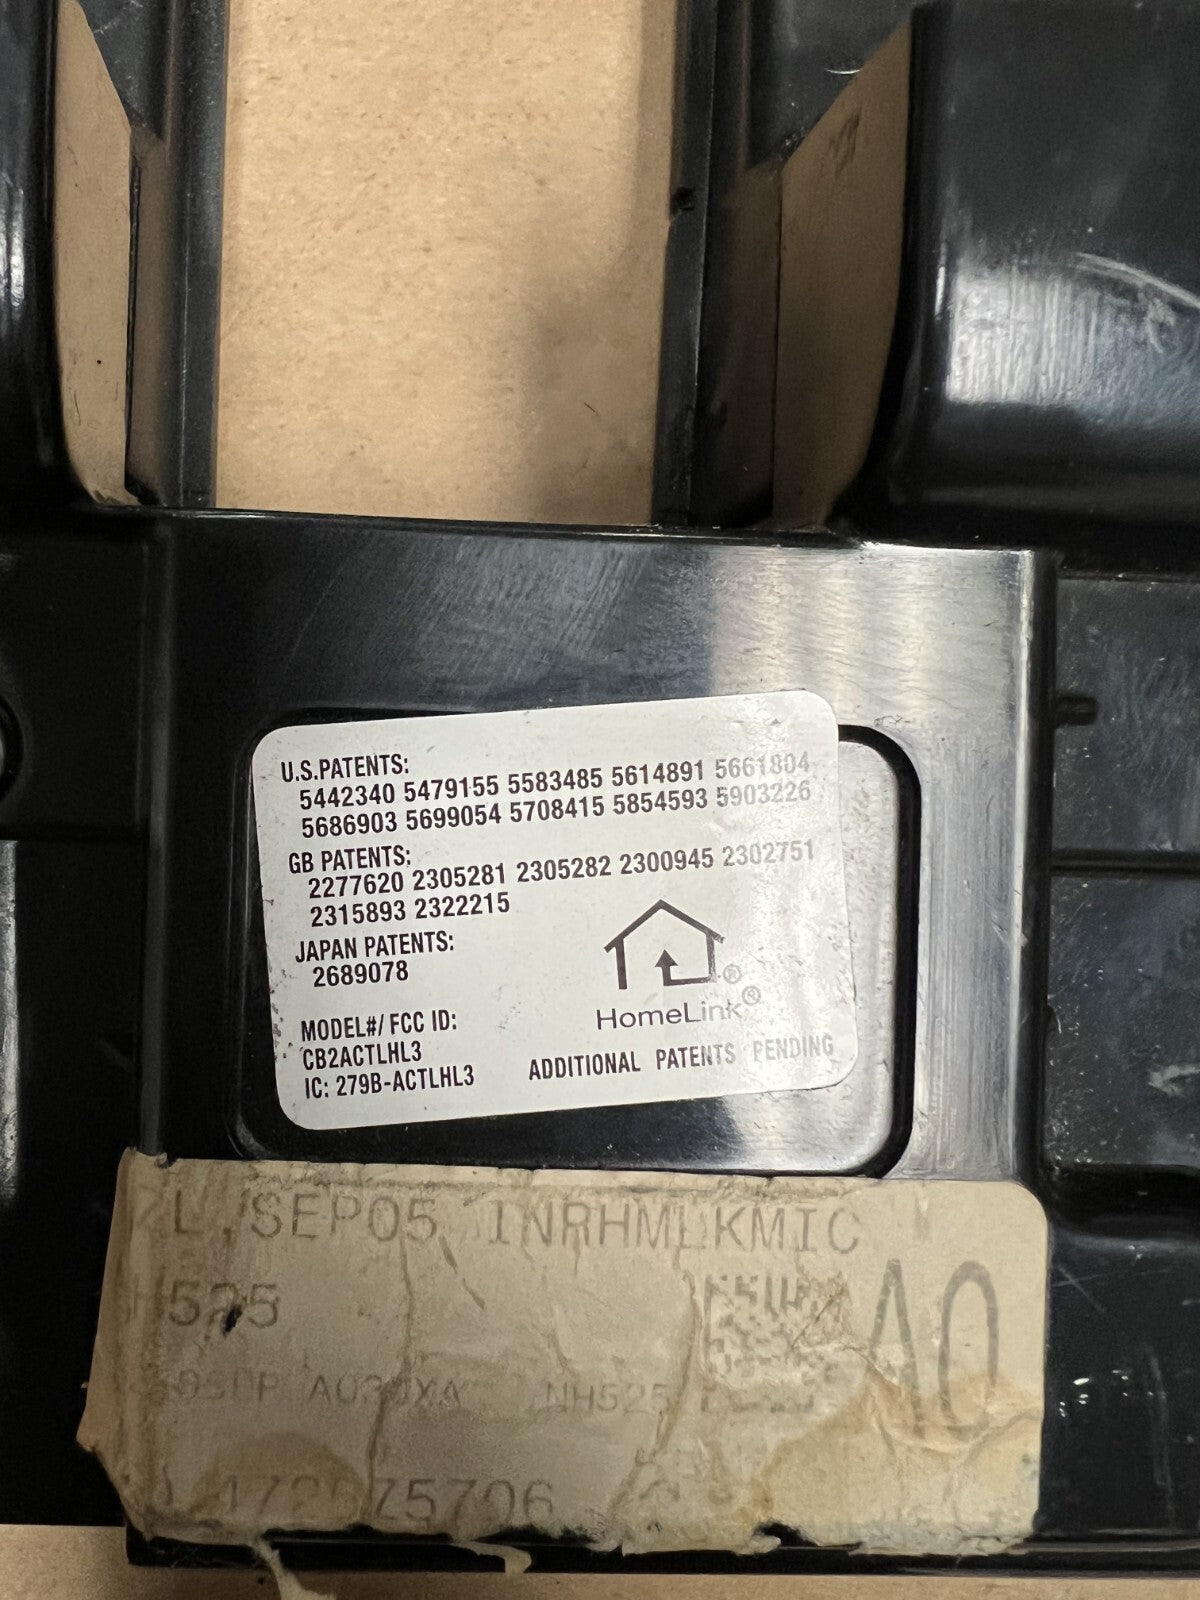 U.S.PATENTS:
5442340 5479155 5583485 5614891 5661804
5686903 5699054 5708415 5854593 5903226
GB PATENTS:
2277620 2305281 2305282 2300945 2302751
2315893 2322215
JAPAN PATENTS:
2689078
MODEL#/ FCC ID:
CB2ACTLHL3
IC: 279B-ACTLHL3
®
HomeLink®
ADDITIONAL PATENTS PENDING
SEP05
H525
A0
NH525